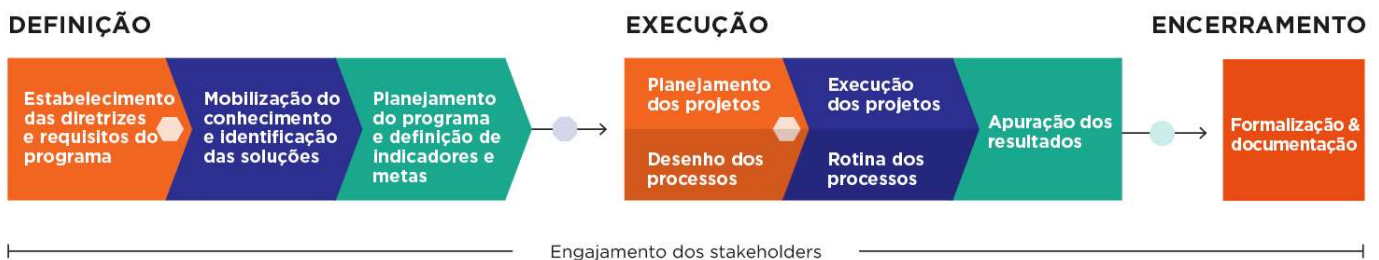 DEFINIÇÃO
Estabelecimento
das diretrizes
e requisitos do
programa
Mobilização do
conhecimento
e identificação
das soluções
Planejamento
do programa
e definição de
indicadores e
metas
EXECUÇÃO
Planejamento
dos projetos
Desenho dos
processos
Execução
dos projetos
Rotina dos
processos
Apuração dos
resultados
ENCERRAMENTO
Formalização &
documentação
Engajamento dos stakeholders